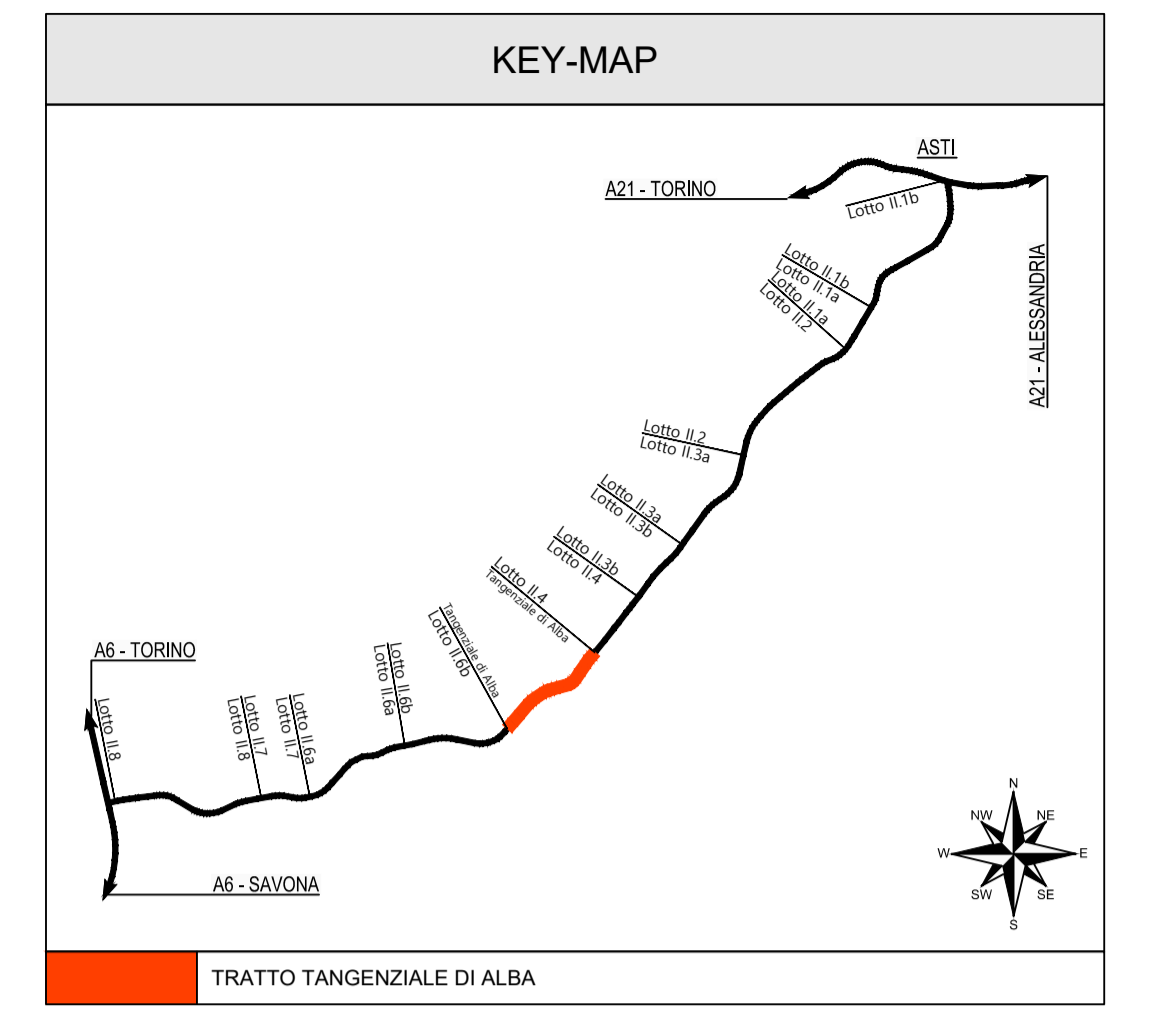 KEY-MAP
ASTI
A21 - TORINO
Lotto II.1b
A21 - ALESSANDRIA
Lotto II.1b
Lotto II.1a
Lotto II.1a
Lotto II.2
Lotto II.2
Lotto II.3a
Lotto II.3a
Lotto II.3b
Lotto II.3b
Lotto II.4
Lotto II.4
Tangenziale di Alba
Tangenziale di Alba
Lotto II.6b
Lotto II.6b
Lotto II.6a
Lotto II.6a
Lotto II.7
Lotto II.7
Lotto II.8
Lotto II.8
A6 - TORINO
A6 - SAVONA
N
NW
NE
W
E
SW
SE
S
TRATTO TANGENZIALE DI ALBA